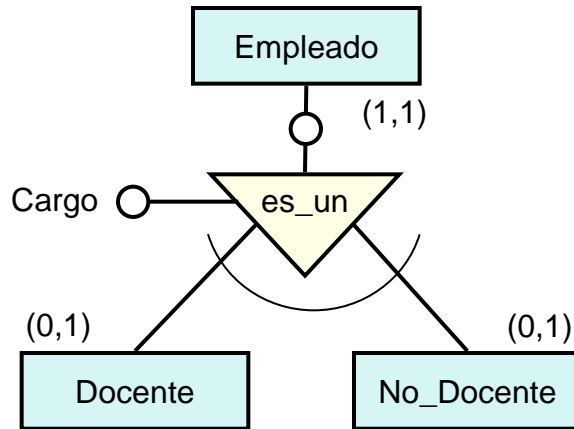 Empleado
(1,1)
Cargo
es_un
(0,1)
(0,1)
Docente
No_Docente